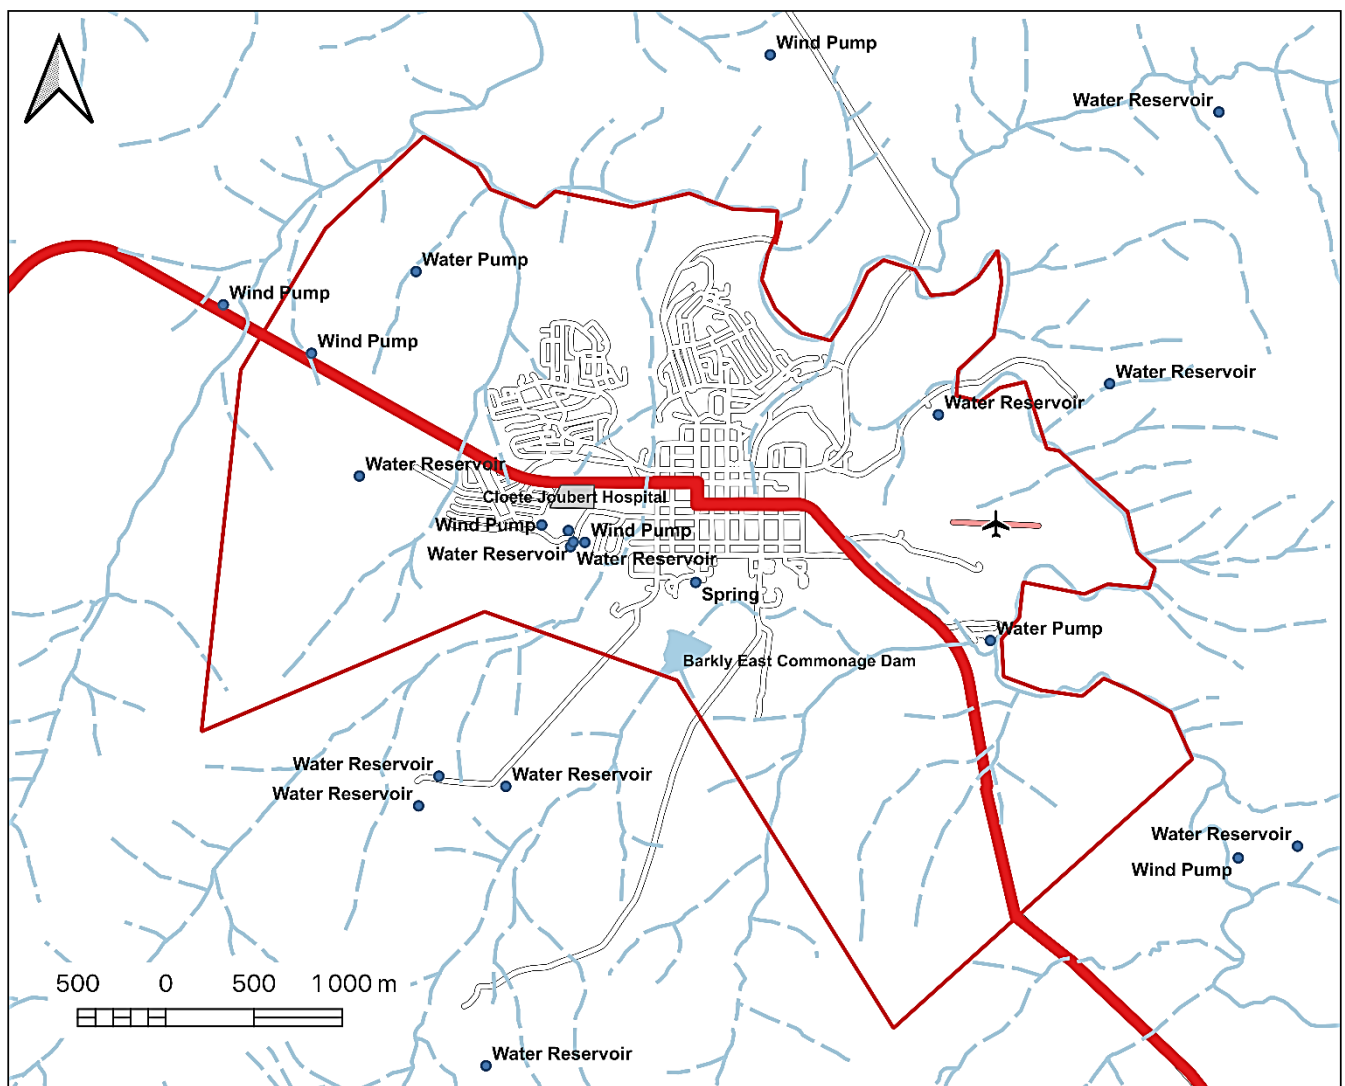 Wind Pump
Water Reservoir
Water Pump
Wind Pump
Wind Pump
Water Reservoir
Water Reservoir
Water Reservoir
Cloete Joubert Hospital
Wind Pump
Wind Pump
Water Reservoir
Water Reservoir
Spring
Water Pump
Barkly East Commonage Dam
Water Reservoir
Water Reservoir
Water Reservoir
Water Reservoir
Wind Pump
500 0 500 1 000 m
Water Reservoir